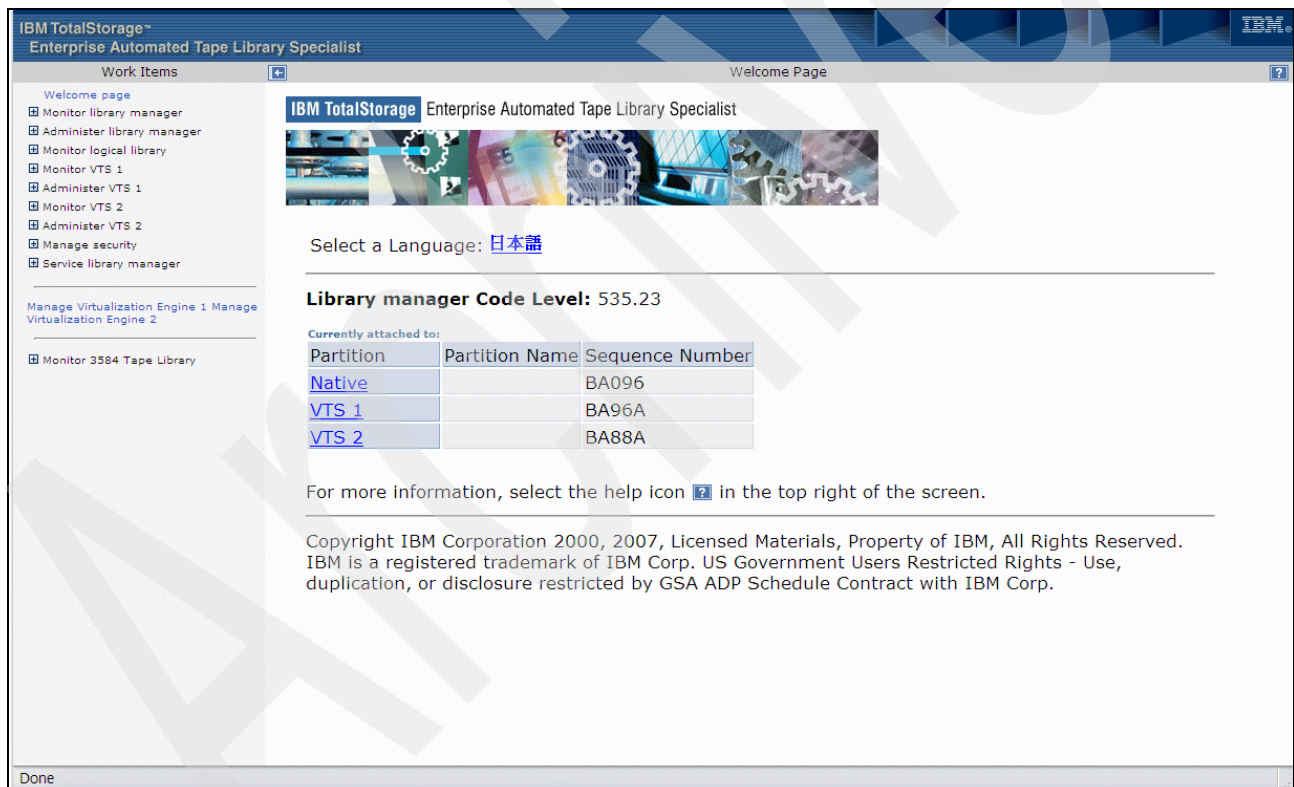 IBM TotalStorage™
Enterprise Automated Tape Library Specialist
IBM®
Work Items
Welcome Page
?
Welcome page
Monitor library manager
Administer library manager
Monitor logical library
Monitor VTS 1
Administer VTS 1
Monitor VTS 2
Administer VTS 2
Manage security
Service library manager
Manage Virtualization Engine 1 Manage
Virtualization Engine 2
Monitor 3584 Tape Library
IBM TotalStorage Enterprise Automated Tape Library Specialist
Select a Language: 日本語
Library manager Code Level: 535.23
Currently attached to:
Partition Partition Name Sequence Number
Native BA096
VTS 1 BA96A
VTS 2 BA88A
For more information, select the help icon ? in the top right of the screen.
Copyright IBM Corporation 2000, 2007, Licensed Materials, Property of IBM, All Rights Reserved.
IBM is a registered trademark of IBM Corp. US Government Users Restricted Rights - Use,
duplication, or disclosure restricted by GSA ADP Schedule Contract with IBM Corp.
Done